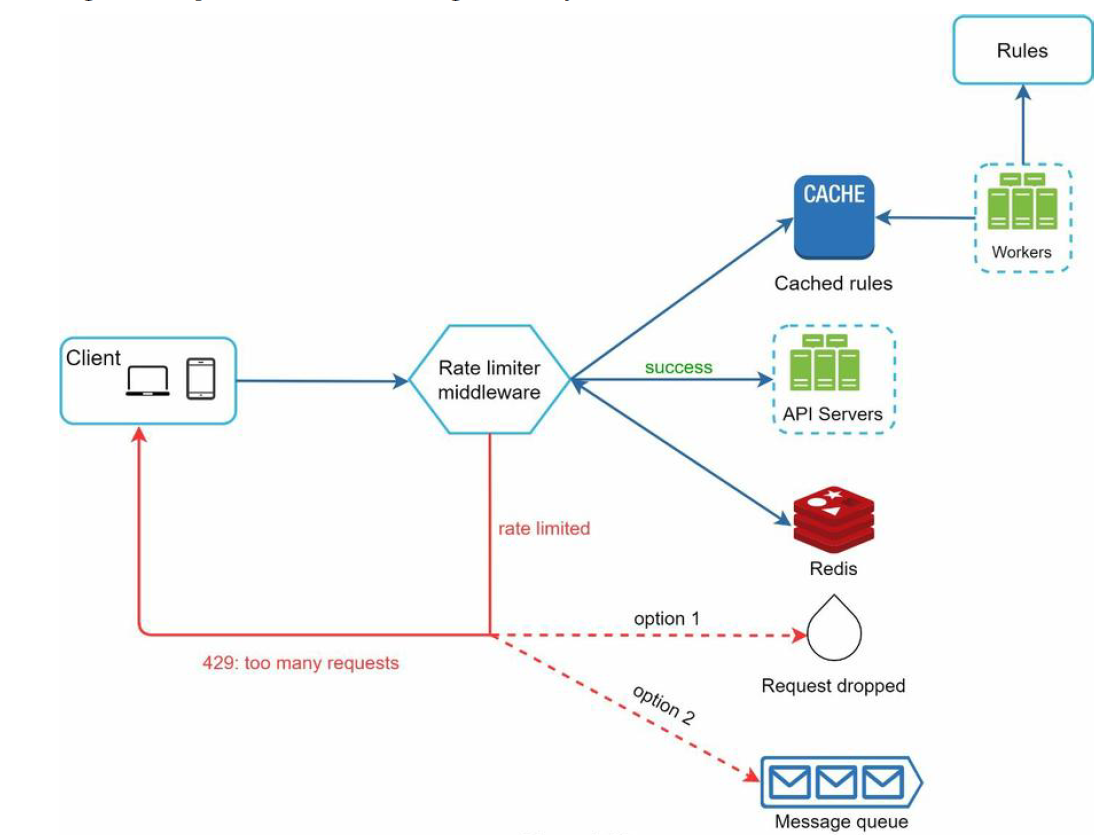 Rules
CACHE
Workers
Cached rules
Client
Rate limiter
middleware
success
API Servers
rate limited
Redis
option 1
429: too many requests
Request dropped
option 2
Message queue